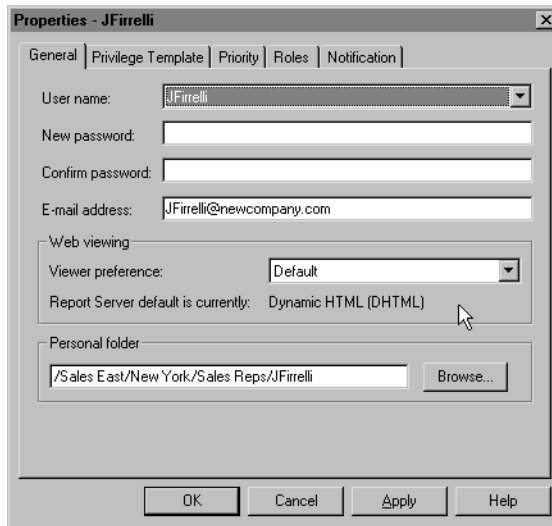 Properties - JFirrelli
General Privilege Template Priority Roles Notification
User name: JFirrelli
New password:
Confirm password:
E-mail address: JFirrelli@newcompany.com
Web viewing
Viewer preference: Default
Report Server default is currently: Dynamic HTML (DHTML)
Personal folder
/Sales East/New York/Sales Reps/JFirrelli Browse...
OK Cancel Apply Help